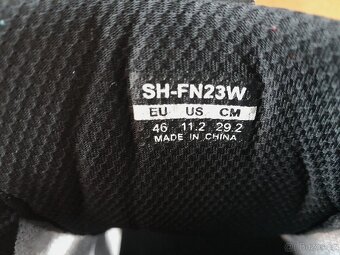 SH-FN23W
EU US CM
46 11.2 29.2
MADE IN CHINA